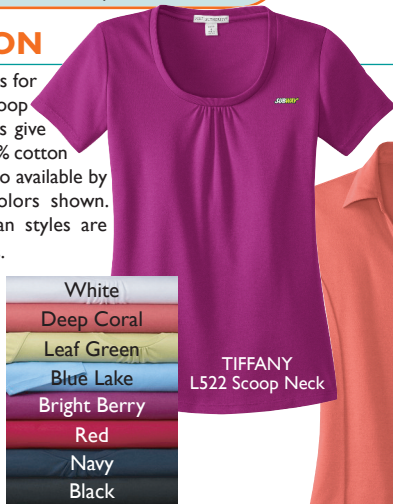 ON
s for
oop
s give
% cotton
o available by
olors shown.
an styles are
.
SUBWAY
TIFFANY
L522 Scoop Neck
White
Deep Coral
Leaf Green
Blue Lake
Bright Berry
Red
Navy
Black